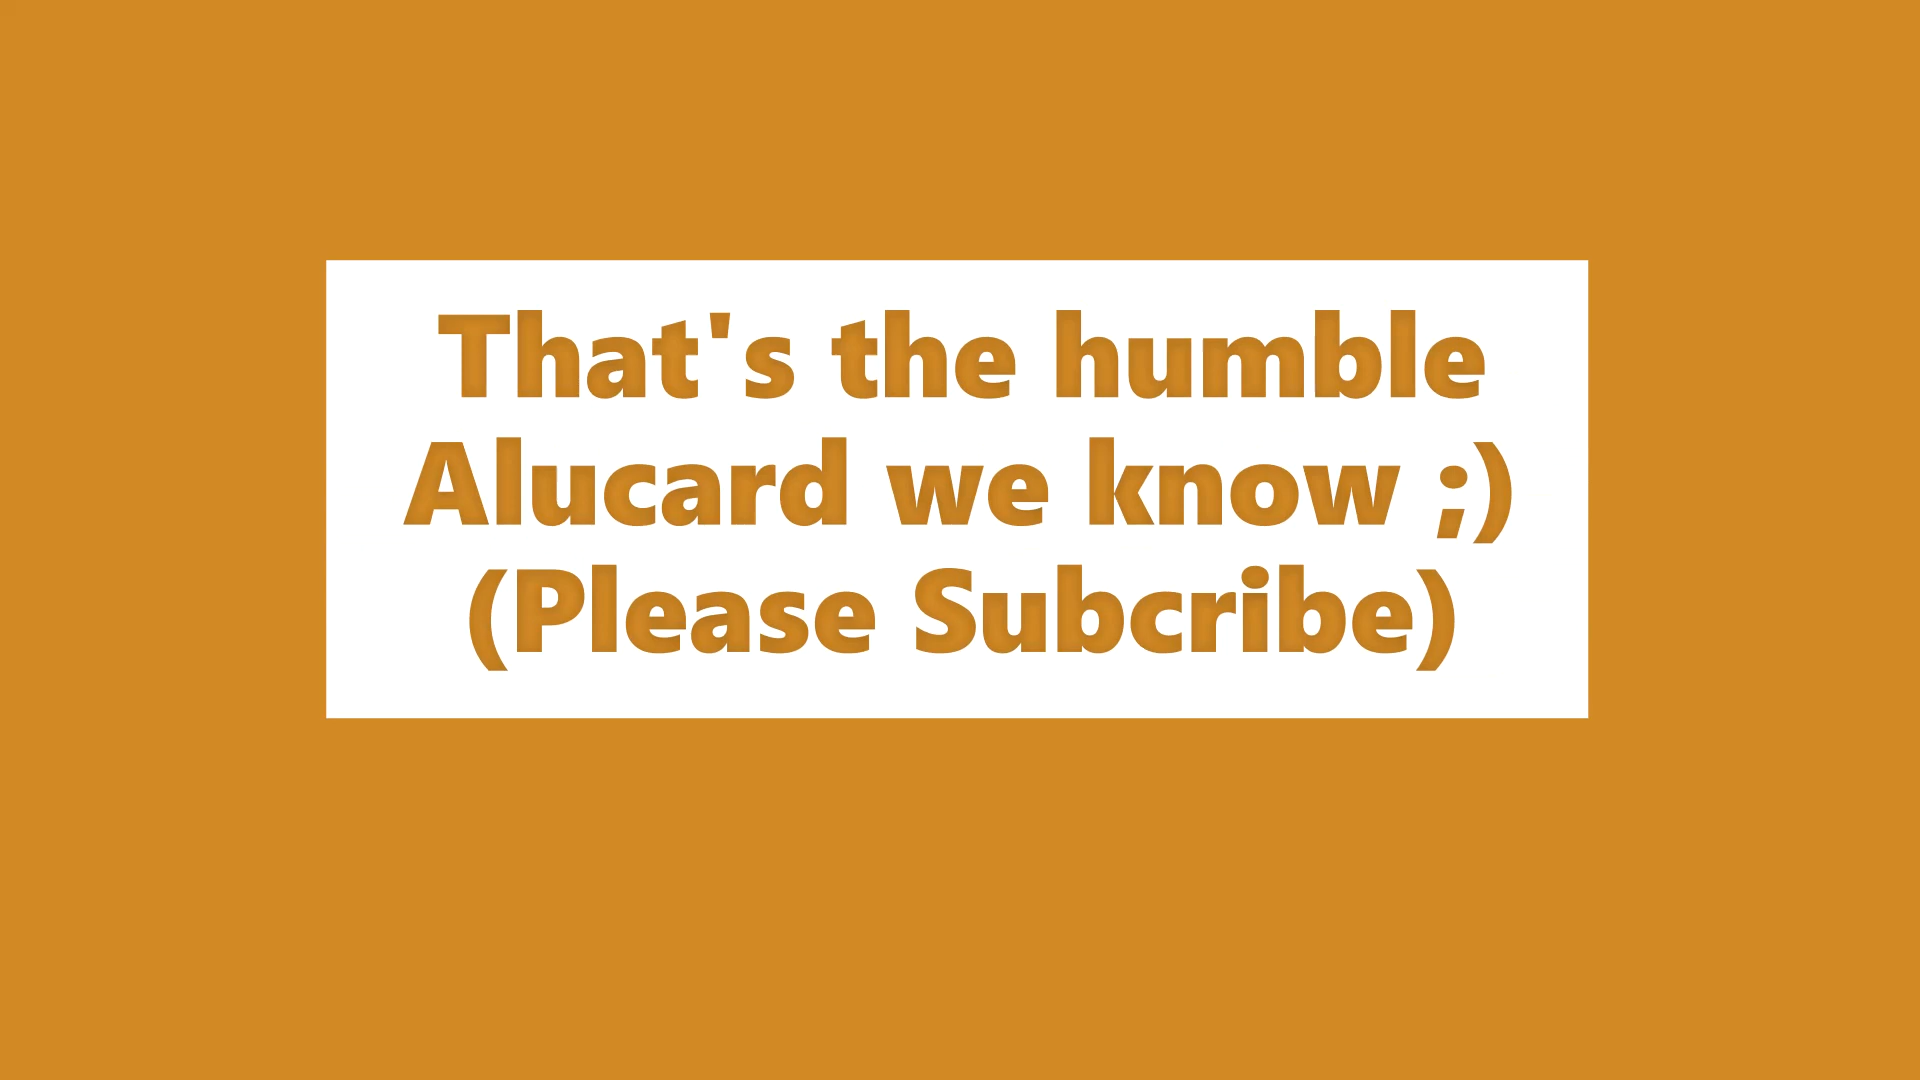 That's the humble
Alucard we know ;)
(Please Subcribe)